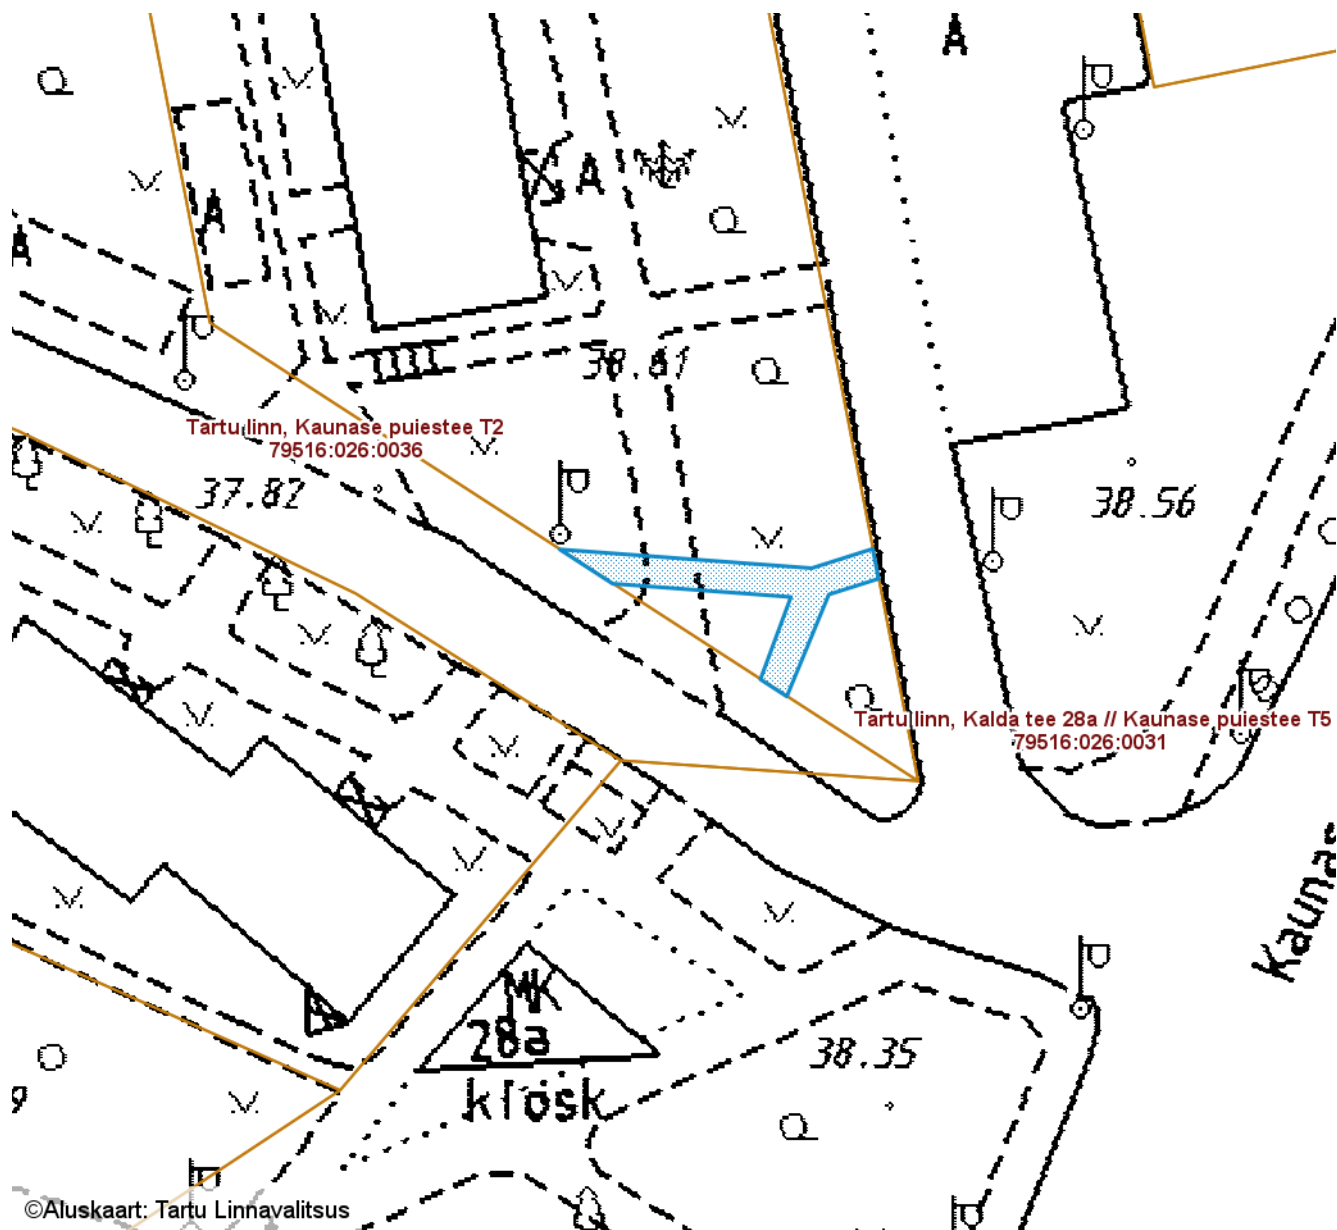 A
A
A
A
38.61
Tartu linn, Kaunase puiestee T2
79516:026:0036
37.82
38.56
Tartu linn, Kalda tee 28a // Kaunase puiestee T5
79516:026:0031
Kaunas
MK
28a
kiosk
38.35
9
©Aluskaart: Tartu Linnavalitsus